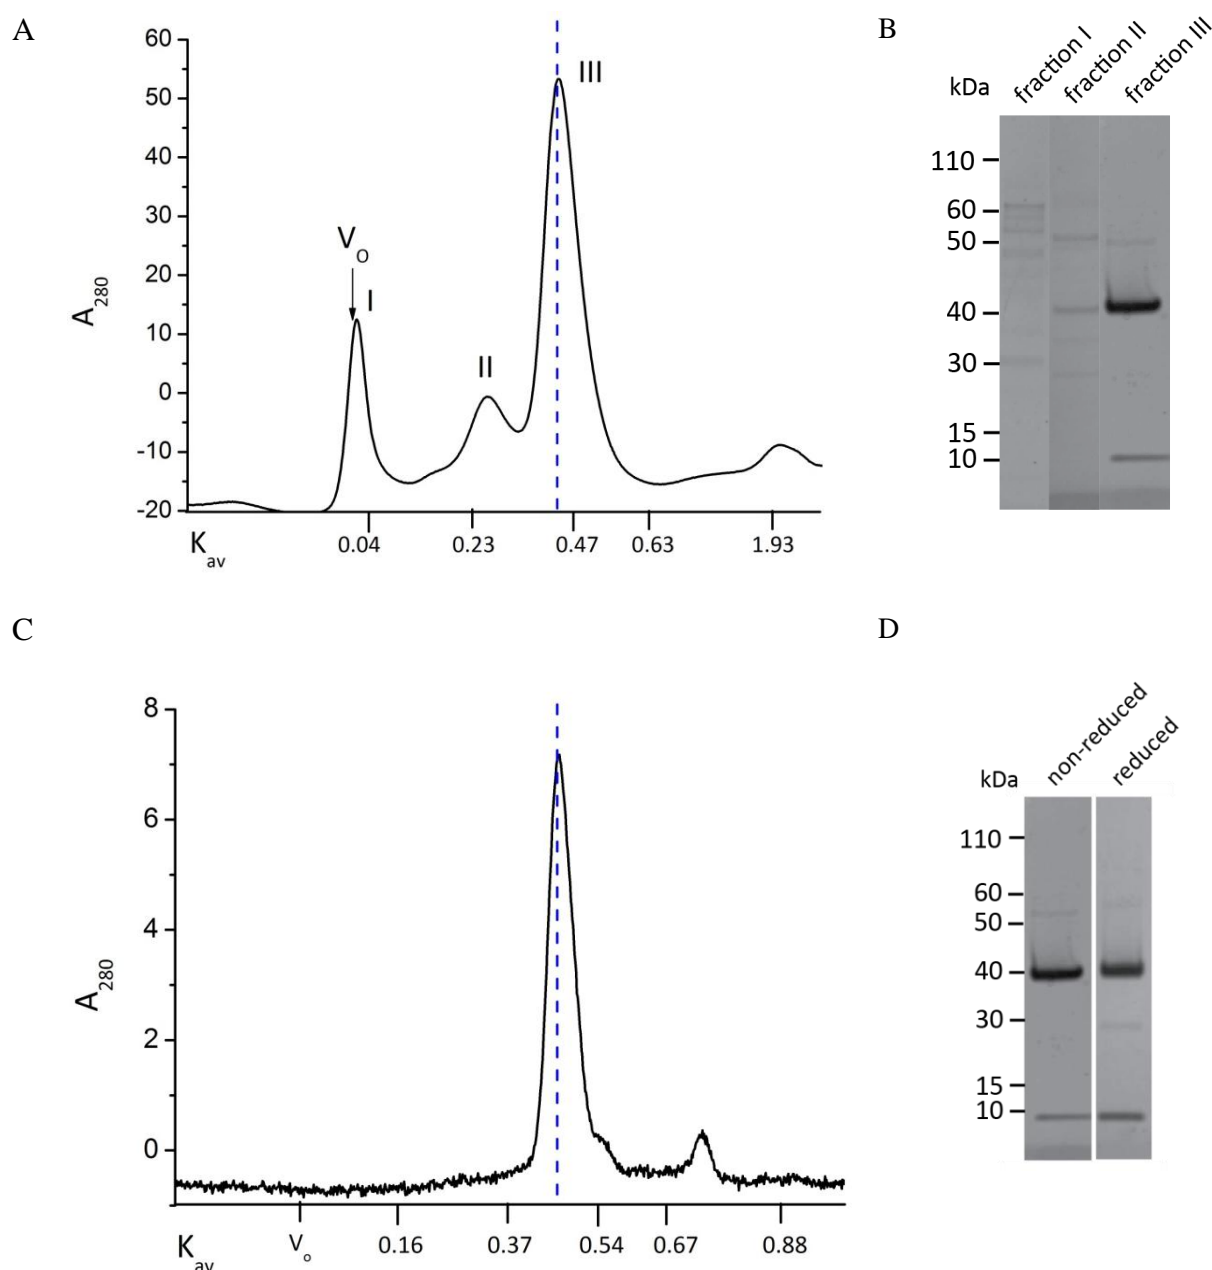 A
60
50
40
30
20
10
0
-10
-20
A280
Vo
I
II
III
Kav
0.04
0.23
0.47
0.63
1.93
B
kDa
fraction I
fraction II
fraction III
110
60
50
40
30
15
10
C
8
6
4
2
0
A280
Kav
Vo
0.16
0.37
0.54
0.67
0.88
D
kDa
non-reduced
reduced
110
60
50
40
30
15
10